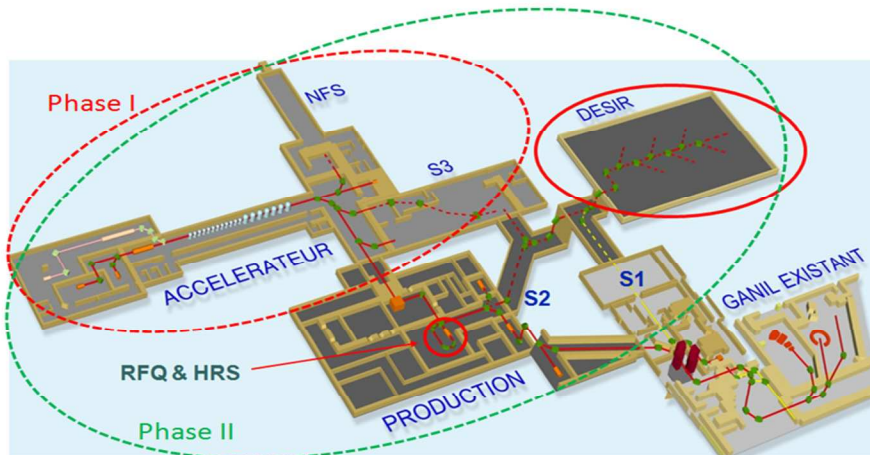 NFS
Phase I
DESIR
S3
ACCELERATEUR
S2
S1
GANIL EXISTANT
RFQ & HRS
PRODUCTION
Phase II